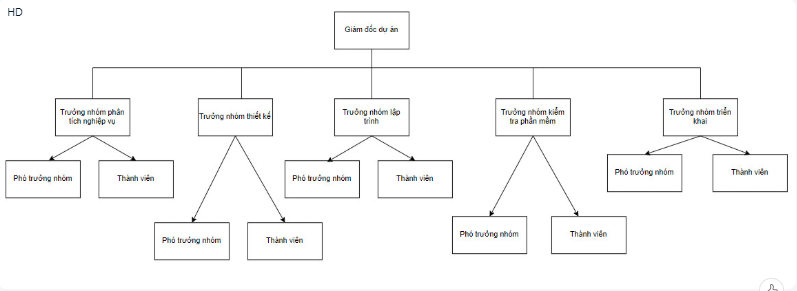 HD
Giám đốc dự án
Trưởng nhóm phân
tích nghiệp vụ
Trưởng nhóm thiết kế
Trưởng nhóm lập
trình
Trưởng nhóm kiểm
tra phần mềm
Trưởng nhóm triển
khai
Phó trưởng nhóm
Thành viên
Phó trưởng nhóm
Thành viên
Phó trưởng nhóm
Thành viên
Phó trưởng nhóm
Thành viên
Phó trưởng nhóm
Thành viên